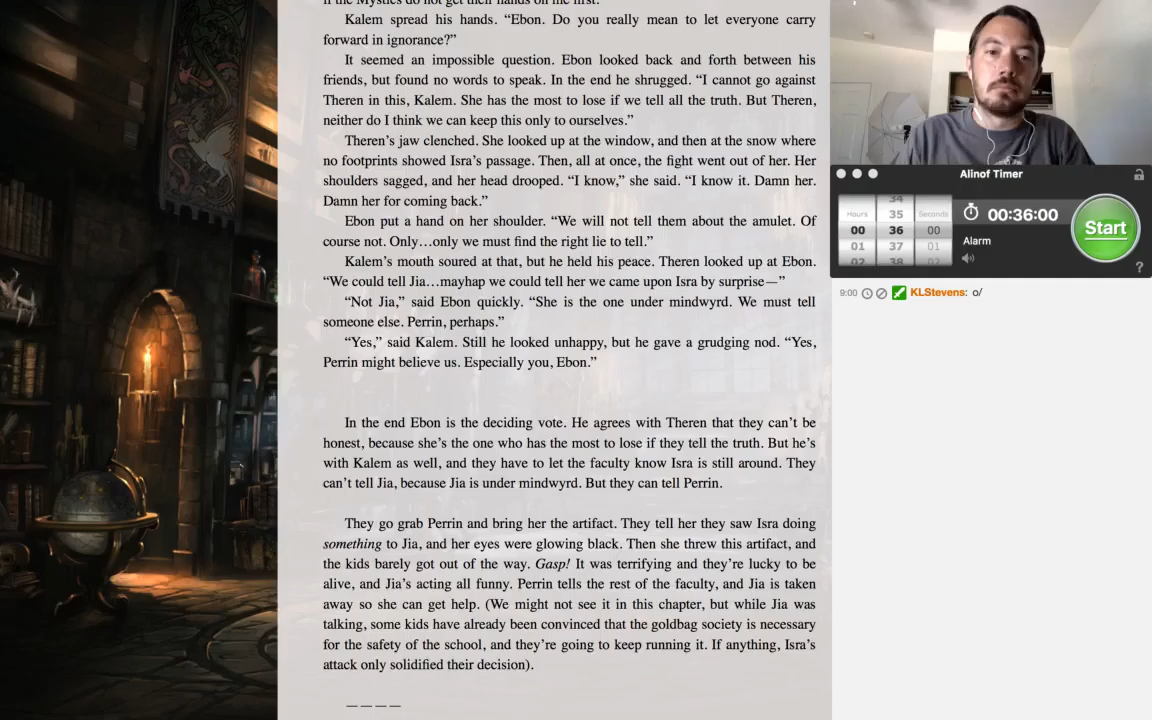 if the Mystics do not get their hands on me first.
Kalem spread his hands. “Ebon. Do you really mean to let everyone carry
forward in ignorance?”
It seemed an impossible question. Ebon looked back and forth between his
friends, but found no words to speak. In the end he shrugged. “I cannot go against
Theren in this, Kalem. She has the most to lose if we tell all the truth. But Theren,
neither do I think we can keep this only to ourselves.”
Theren’s jaw clenched. She looked up at the window, and then at the snow where
no footprints showed Isra’s passage. Then, all at once, the fight went out of her. Her
shoulders sagged, and her head drooped. “I know,” she said. “I know it. Damn her.
Damn her for coming back.”
Ebon put a hand on her shoulder. “We will not tell them about the amulet. Of
course not. Only…only we must find the right lie to tell.”
Kalem’s mouth soured at that, but he held his peace. Theren looked up at Ebon.
“We could tell Jia…mayhap we could tell her we came upon Isra by surprise—”
“Not Jia,” said Ebon quickly. “She is the one under mindwyrd. We must tell
someone else. Perrin, perhaps.”
“Yes,” said Kalem. Still he looked unhappy, but he gave a grudging nod. “Yes,
Perrin might believe us. Especially you, Ebon.”
In the end Ebon is the deciding vote. He agrees with Theren that they can’t be
honest, because she’s the one who has the most to lose if they tell the truth. But he’s
with Kalem as well, and they have to let the faculty know Isra is still around. They
can’t tell Jia, because Jia is under mindwyrd. But they can tell Perrin.
They go grab Perrin and bring her the artifact. They tell her they saw Isra doing
something to Jia, and her eyes were glowing black. Then she threw this artifact, and
the kids barely got out of the way. Gasp! It was terrifying and they’re lucky to be
alive, and Jia’s acting all funny. Perrin tells the rest of the faculty, and Jia is taken
away so she can get help. (We might not see it in this chapter, but while Jia was
talking, some kids have already been convinced that the goldbag society is necessary
for the safety of the school, and they’re going to keep running it. If anything, Isra’s
attack only solidified their decision).
————
Alinof Timer
34
Hours 35 Seconds
00 36 00
01 37 01
02 38 02
00:36:00
Alarm
Start
?
9:00 KLStevens: o/